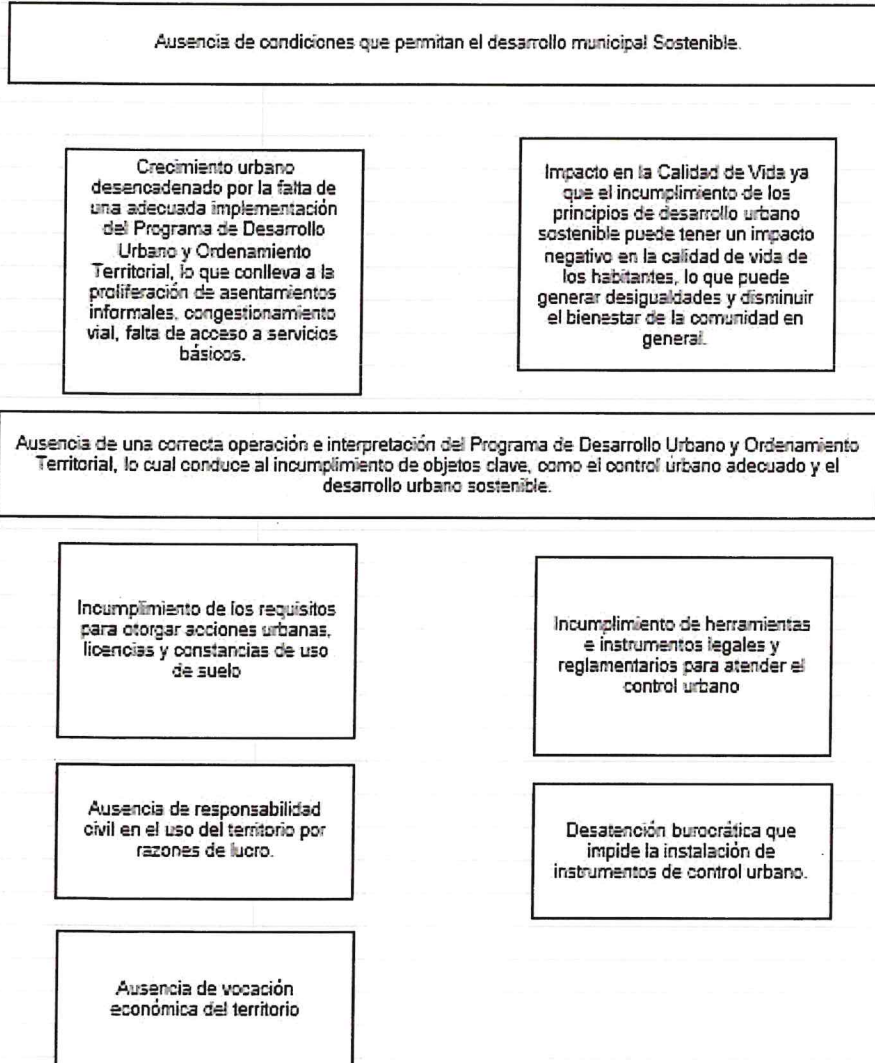 Ausencia de condiciones que permitan el desarrollo municipal Sostenible.
Crecimiento urbano
desencadenado por la falta de
una adecuada implementación
del Programa de Desarrollo
Urbano y Ordenamiento
Territorial, lo que conlleva a la
proliferación de asentamientos
informales, congestionamiento
vial, falta de acceso a servicios
básicos.
Impacto en la Calidad de Vida ya
que el incumplimiento de los
principios de desarrollo urbano
sostenible puede tener un impacto
negativo en la calidad de vida de
los habitantes, lo que puede
generar desigualdades y disminuir
el bienestar de la comunidad en
general.
Ausencia de una correcta operación e interpretación del Programa de Desarrollo Urbano y Ordenamiento
Territorial, lo cual conduce al incumplimiento de objetos clave, como el control urbano adecuado y el
desarrollo urbano sostenible.
Incumplimiento de los requisitos
para otorgar acciones urbanas,
licencias y constancias de uso
de suelo
Incumplimiento de herramientas
e instrumentos legales y
reglamentarios para atender el
control urbano
Ausencia de responsabilidad
civil en el uso del territorio por
razones de lucro.
Desatención burocrática que
impide la instalación de
instrumentos de control urbano.
Ausencia de vocación
económica del territorio